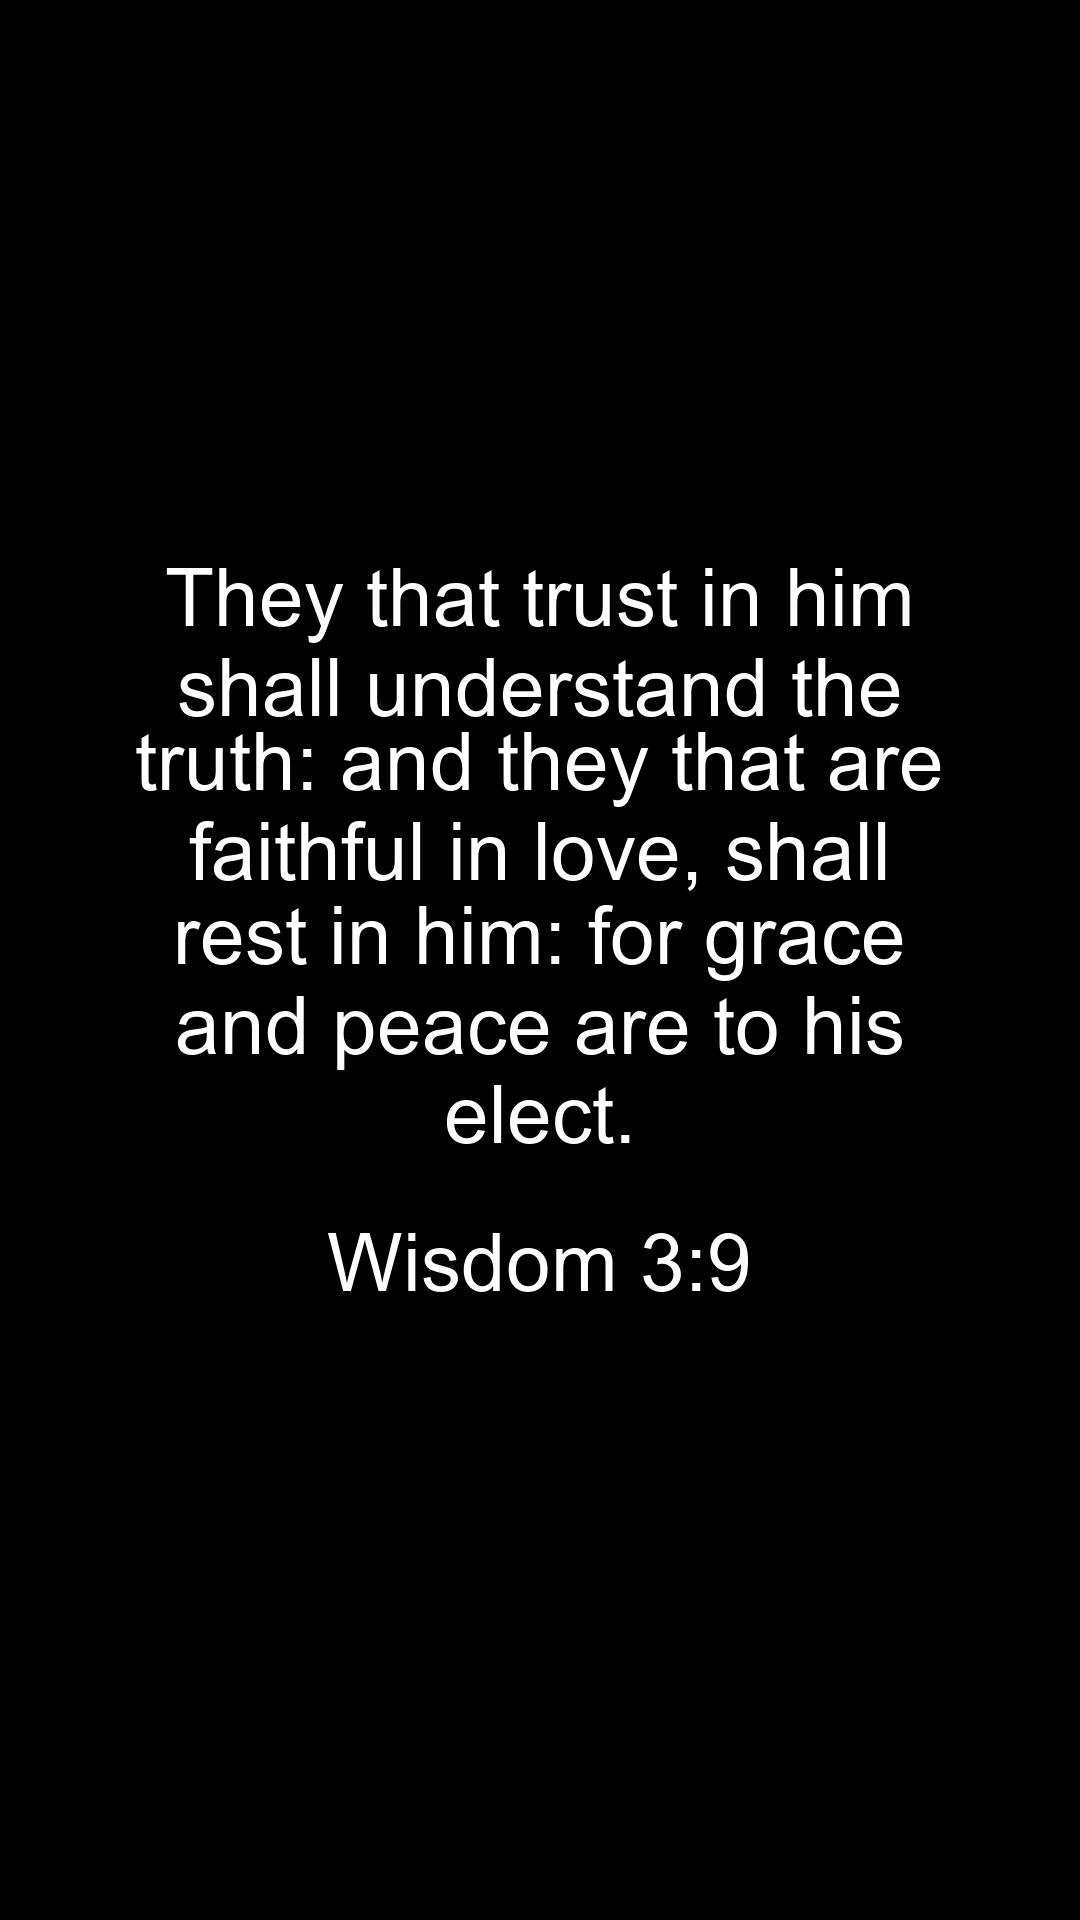 They that trust in him
shall understand the
truth: and they that are
faithful in love, shall
rest in him: for grace
and peace are to his
elect.
Wisdom 3:9